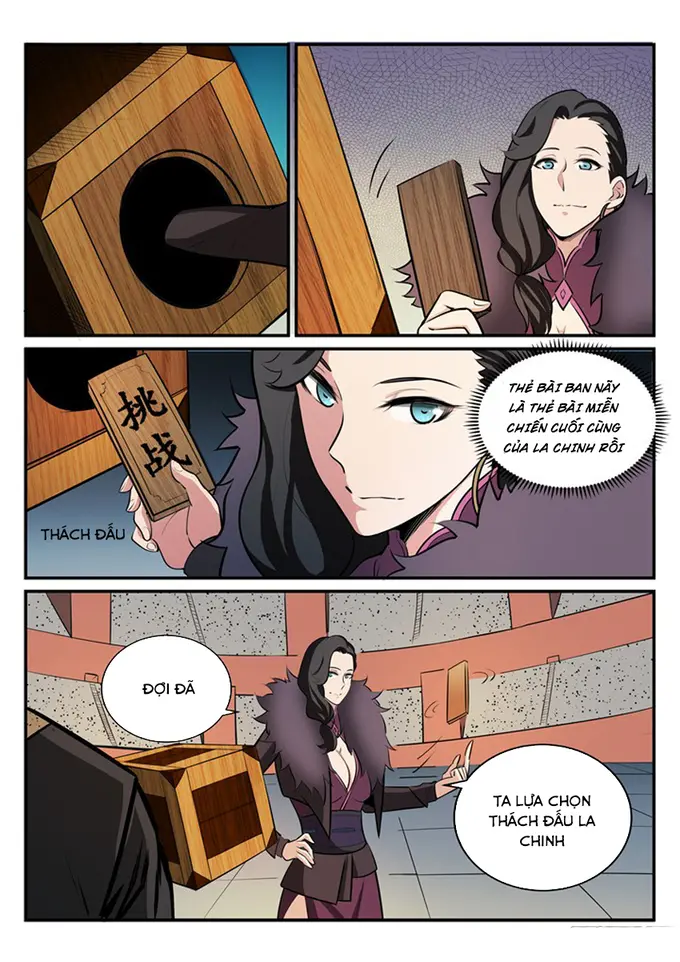 挑
战
THÁCH ĐẤU
THẺ BÀI BAN NÃY
LÀ THẺ BÀI MIỄN
CHIẾN CUỐI CÙNG
CỦA LA CHINH RỒI
ĐỢI ĐÃ
TA LỰA CHỌN
THÁCH ĐẤU LA
CHINH